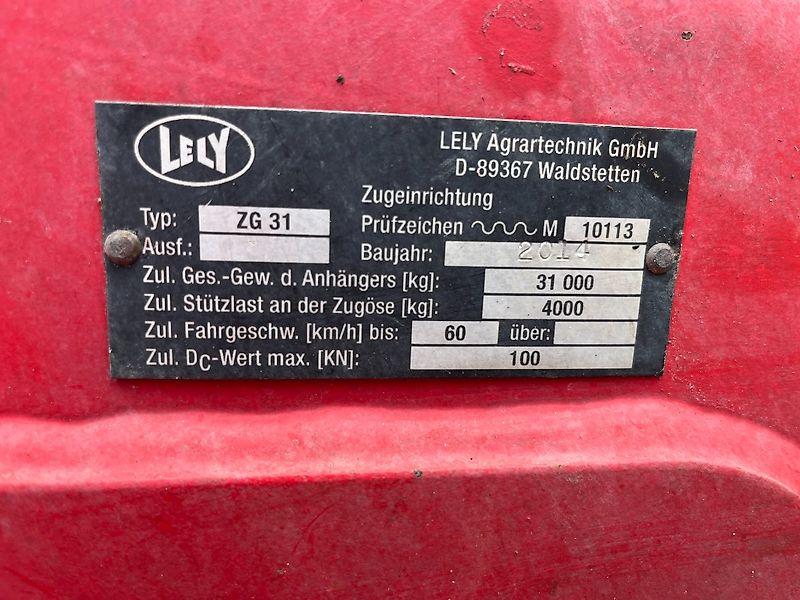 LELY
LELY Agrartechnik GmbH
D-89367 Waldstetten
Zugeinrichtung
Typ: ZG 31
Prüfzeichen M 10113
Ausf.:
Baujahr: 2014
Zul. Ges.-Gew. d. Anhängers [kg]: 31 000
Zul. Stützlast an der Zugöse [kg]: 4000
Zul. Fahrgeschw. [km/h] bis: 60 über:
Zul. DC-Wert max. [KN]: 100